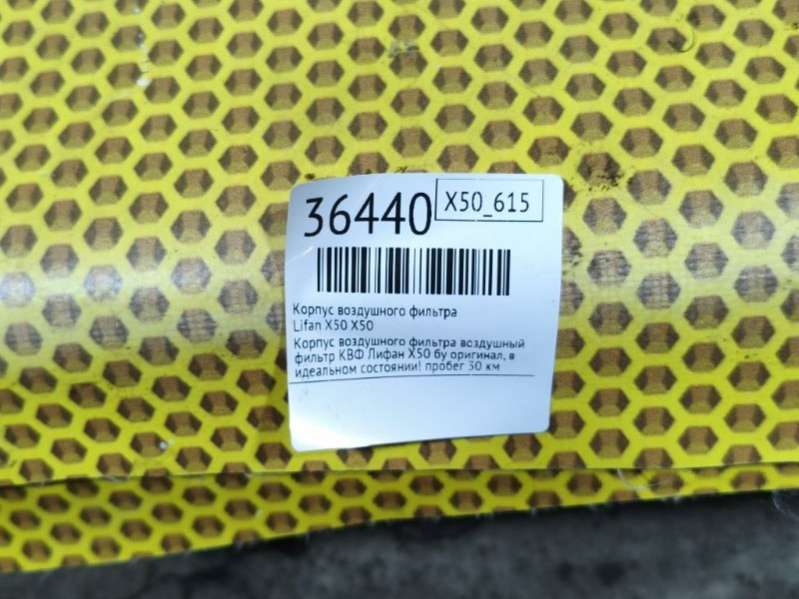 36440
X50_615
Корпус воздушного фильтра
Lifan X50 X50
Корпус воздушного фильтра воздушный
фильтр КВФ Лифан Х50 бу оригинал, в
идеальном состоянии! пробег 30 км